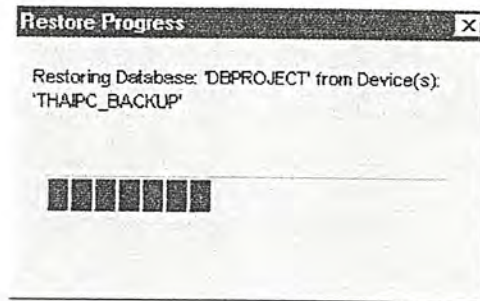 Restore Progress
Restoring Database: 'DBPROJECT' from Device(s):
'THAIPC_BACKUP'